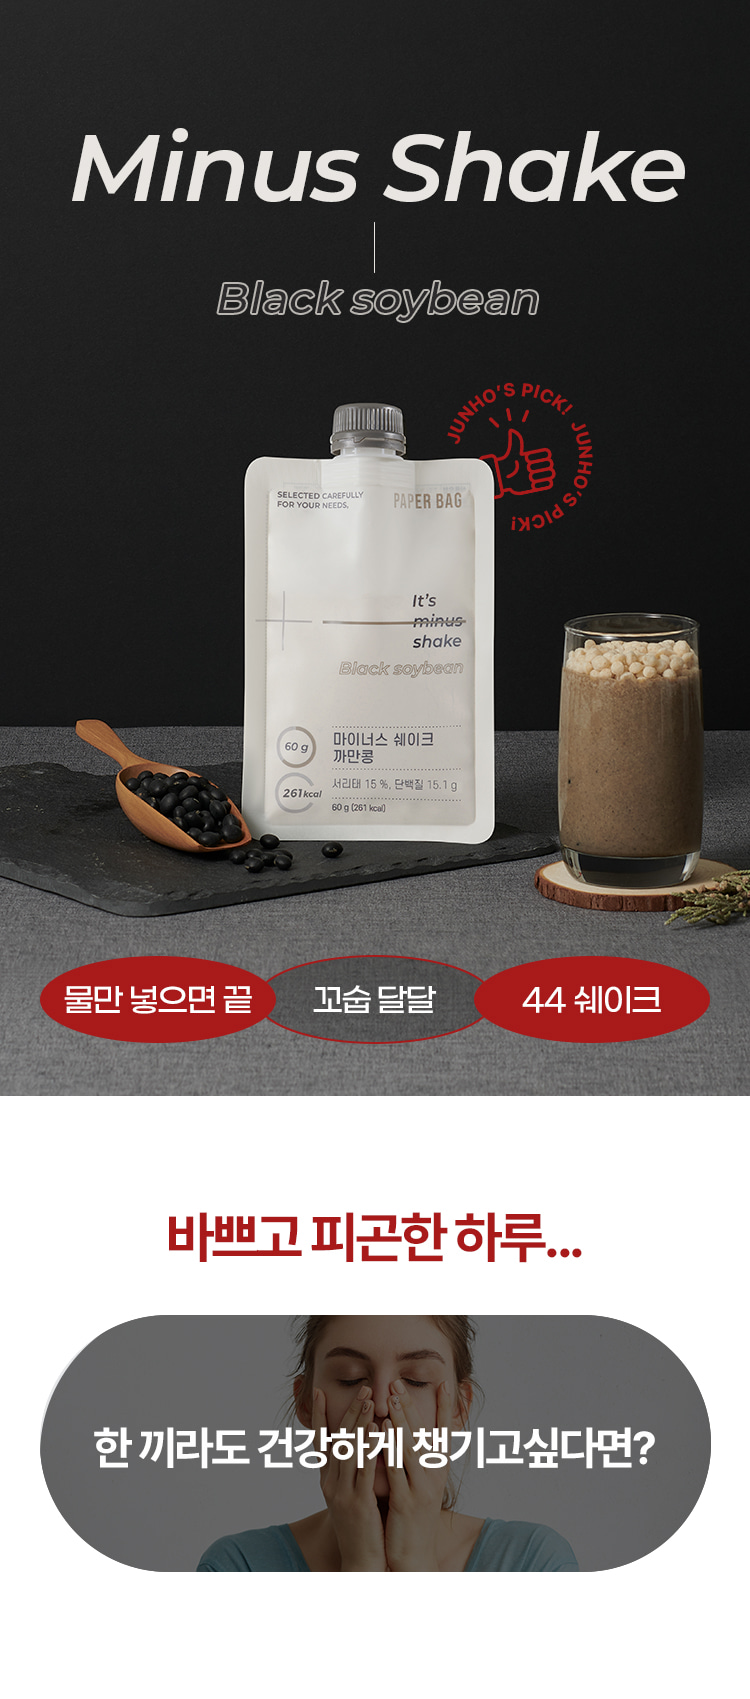 Minus Shake
Black soybean
JUNHO'S PICK! JUNHO'S PICK!
SELECTED CAREFULLY
FOR YOUR NEEDS,
PAPER BAG
It's
minus
shake
Black soybean
60 g
마이너스 쉐이크
까만콩
261 kcal
서리태 15 %, 단백질 15.1 g
60 g (261 kcal)
물만 넣으면 끝
꼬숩 달달
44 쉐이크
바쁘고 피곤한 하루...
한 끼라도 건강하게 챙기고싶다면?